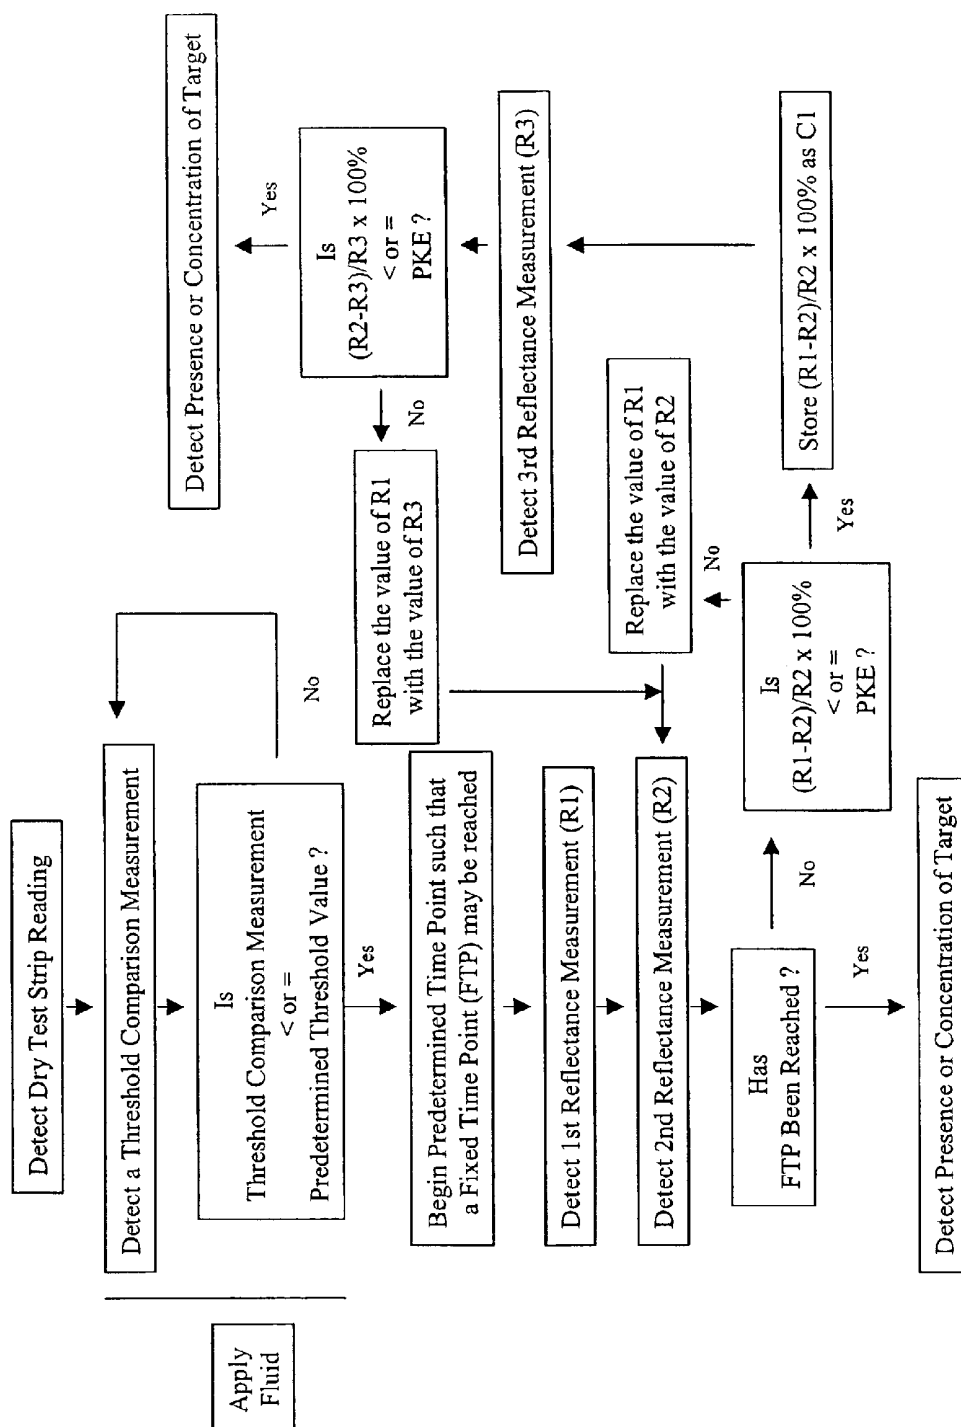 Detect Dry Test Strip Reading
Detect a Threshold Comparison Measurement
Apply
Fluid
Is
Threshold Comparison Measurement
< or =
Predetermined Threshold Value ?
No
Yes
Begin Predetermined Time Point such that
a Fixed Time Point (FTP) may be reached
Detect 1st Reflectance Measurement (R1)
Detect 2nd Reflectance Measurement (R2)
Has
FTP Been Reached ?
Yes
Detect Presence or Concentration of Target
No
Is
(R1-R2)/R2 x 100%
< or =
PKE ?
No
Replace the value of R1
with the value of R2
Yes
Store (R1-R2)/R2 x 100% as C1
Detect 3rd Reflectance Measurement (R3)
Is
(R2-R3)/R3 x 100%
< or =
PKE ?
No
Replace the value of R1
with the value of R3
Yes
Detect Presence or Concentration of Target